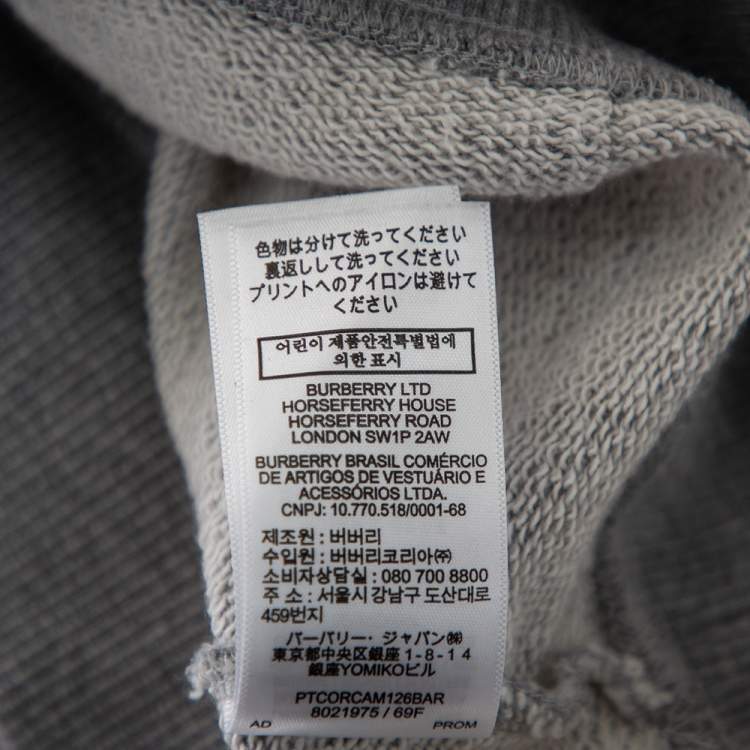 色物は分けて洗ってください
裏返しして洗ってください
プリントへのアイロンは避けて
ください
어린이 제품안전특별법에
의한 표시
BURBERRY LTD
HORSEFERRY HOUSE
HORSEFERRY ROAD
LONDON SW1P 2AW
BURBERRY BRASIL COMÉRCIO
DE ARTIGOS DE VESTUÁRIO E
ACESSÓRIOS LTDA.
CNPJ: 10.770.518/0001-68
제조원 : 버버리
수입원 : 버버리코리아㈜
소비자상담실 : 080 700 8800
주 소 : 서울시 강남구 도산대로
459번지
バーバリー・ジャパン㈱
東京都中央区銀座1-8-14
銀座YOMIKOビル
PTCORCAM126BAR
8021975 / 69F
AD PROM